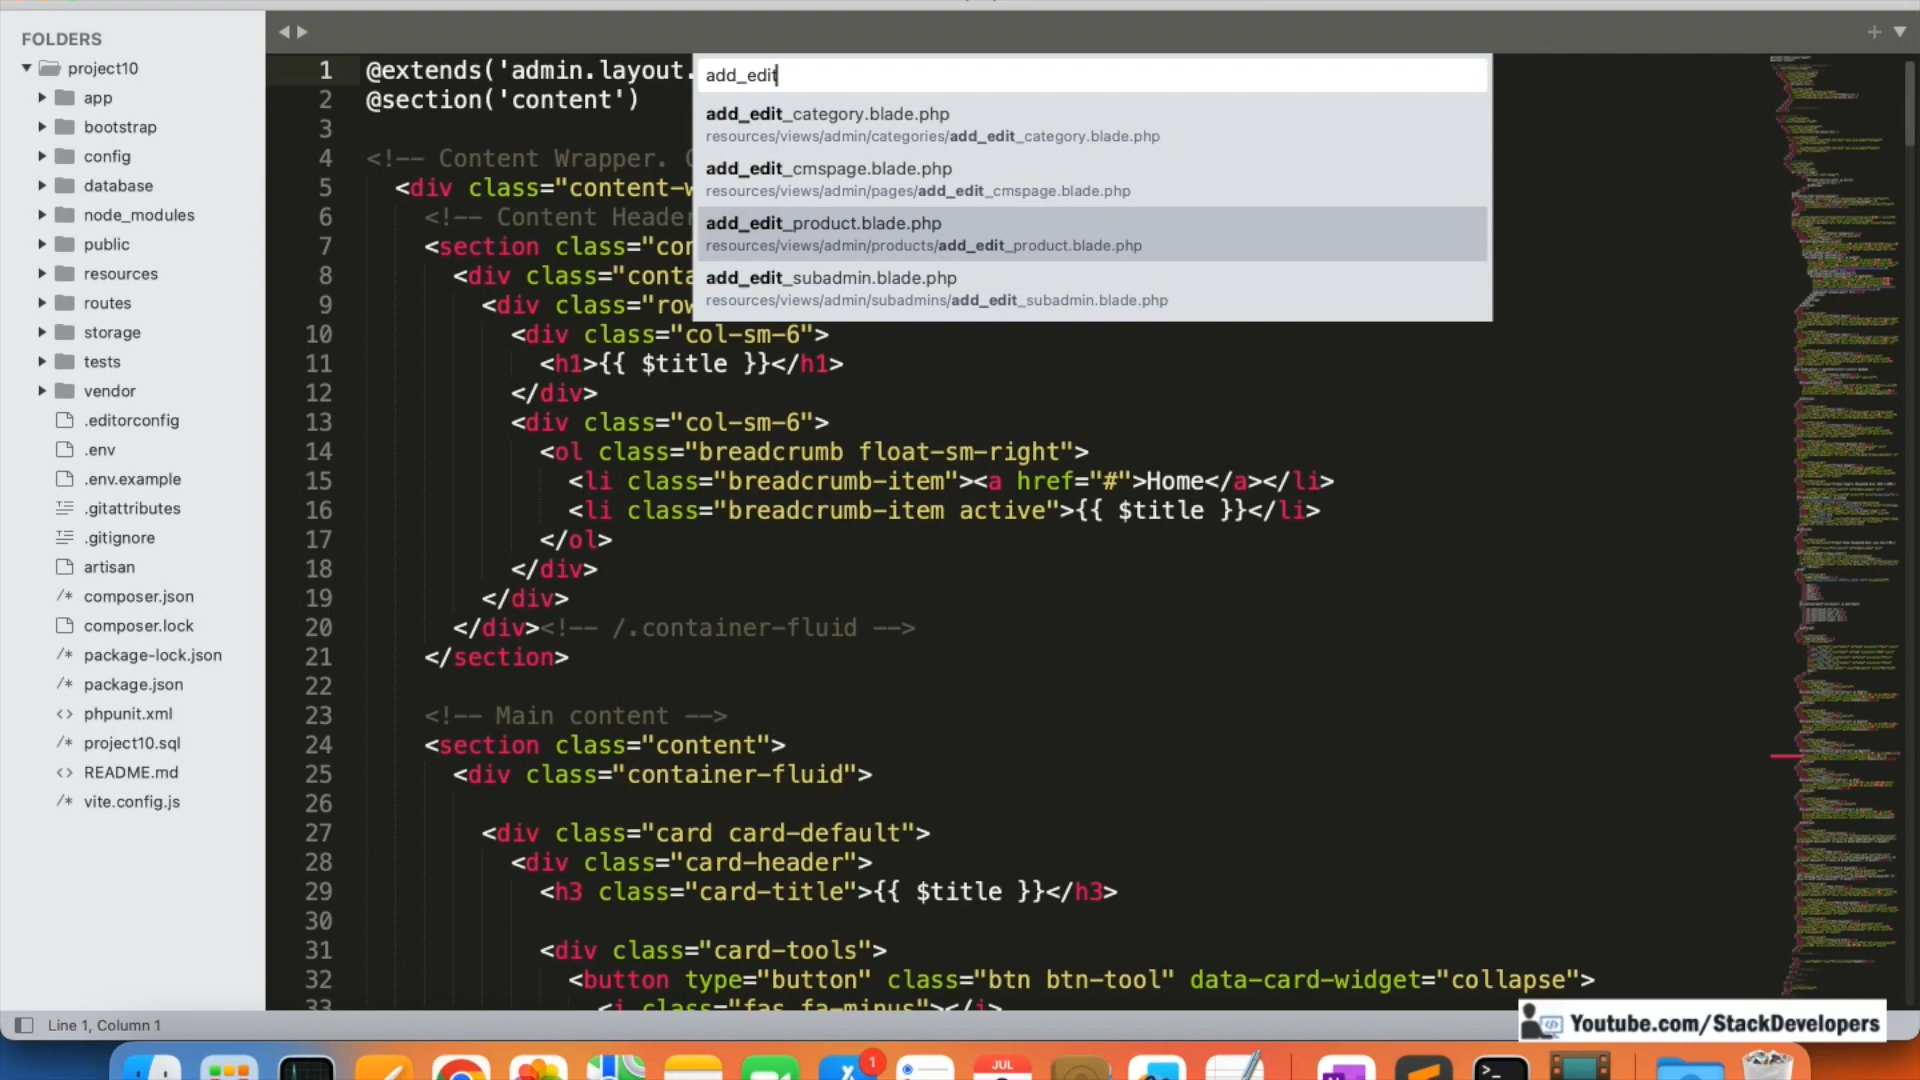 FOLDERS
project10
app
bootstrap
config
database
node_modules
public
resources
routes
storage
tests
vendor
.editorconfig
.env
.env.example
.gitattributes
.gitignore
artisan
/* composer.json
composer.lock
/* package-lock.json
/* package.json
<> phpunit.xml
/* project10.sql
<> README.md
/* vite.config.js
add_edit
add_edit_category.blade.php
resources/views/admin/categories/add_edit_category.blade.php
add_edit_cmspage.blade.php
resources/views/admin/pages/add_edit_cmspage.blade.php
add_edit_product.blade.php
resources/views/admin/products/add_edit_product.blade.php
add_edit_subadmin.blade.php
resources/views/admin/subadmins/add_edit_subadmin.blade.php
1 @extends('admin.layout.
2 @section('content')
3
4 <!-- Content Wrapper.
5 <div class="content-w
6 <!-- Content Header
7 <section class="con
8 <div class="conta
9 <div class="row
10 <div class="col-sm-6">
11 <h1>{{ $title }}</h1>
12 </div>
13 <div class="col-sm-6">
14 <ol class="breadcrumb float-sm-right">
15 <li class="breadcrumb-item"><a href="#">Home</a></li>
16 <li class="breadcrumb-item active">{{ $title }}</li>
17 </ol>
18 </div>
19 </div>
20 </div><!-- /.container-fluid -->
21 </section>
22
23 <!-- Main content -->
24 <section class="content">
25 <div class="container-fluid">
26
27 <div class="card card-default">
28 <div class="card-header">
29 <h3 class="card-title">{{ $title }}</h3>
30
31 <div class="card-tools">
32 <button type="button" class="btn btn-tool" data-card-widget="collapse">
33 <i class="fas fa-minus"></i>
Line 1, Column 1
Youtube.com/StackDevelopers
1
JUL